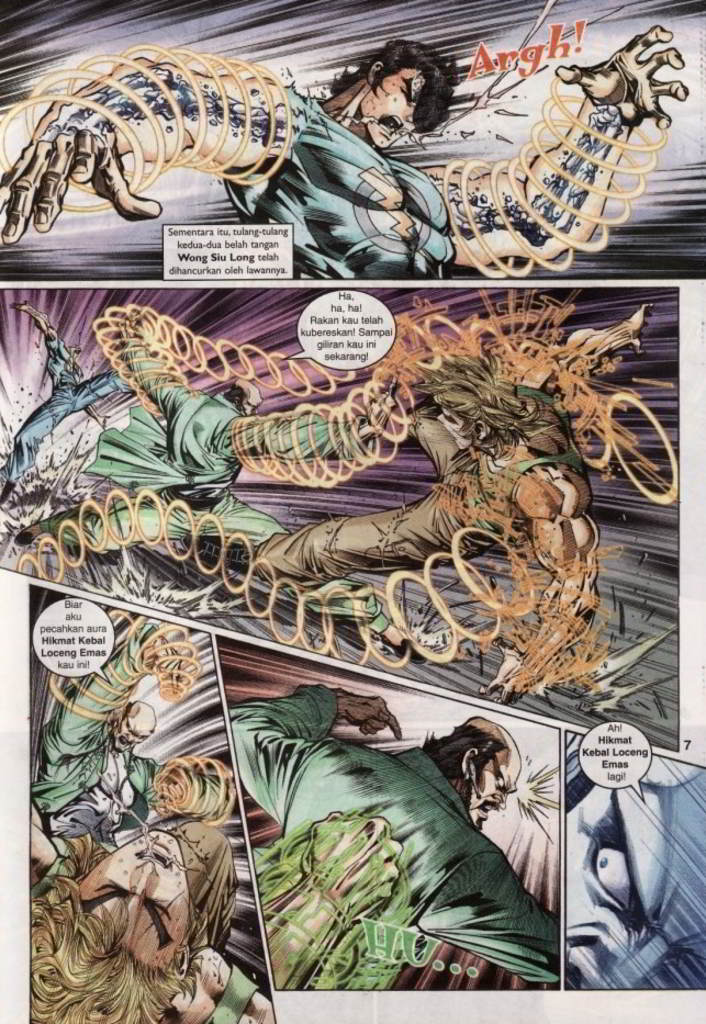 Argh!
Sementara itu, tulang-tulang
kedua-dua belah tangan
Wong Siu Long telah
dihancurkan oleh lawannya.
Ha,
ha, ha!
Rakan kau telah
kubereskan! Sampai
giliran kau ini
sekarang!
Biar
aku
pecahkan aura
Hikmat Kebal
Loceng Emas
kau ini!
HU...
Ah!
Hikmat
Kebal Loceng
Emas
lagi!
7